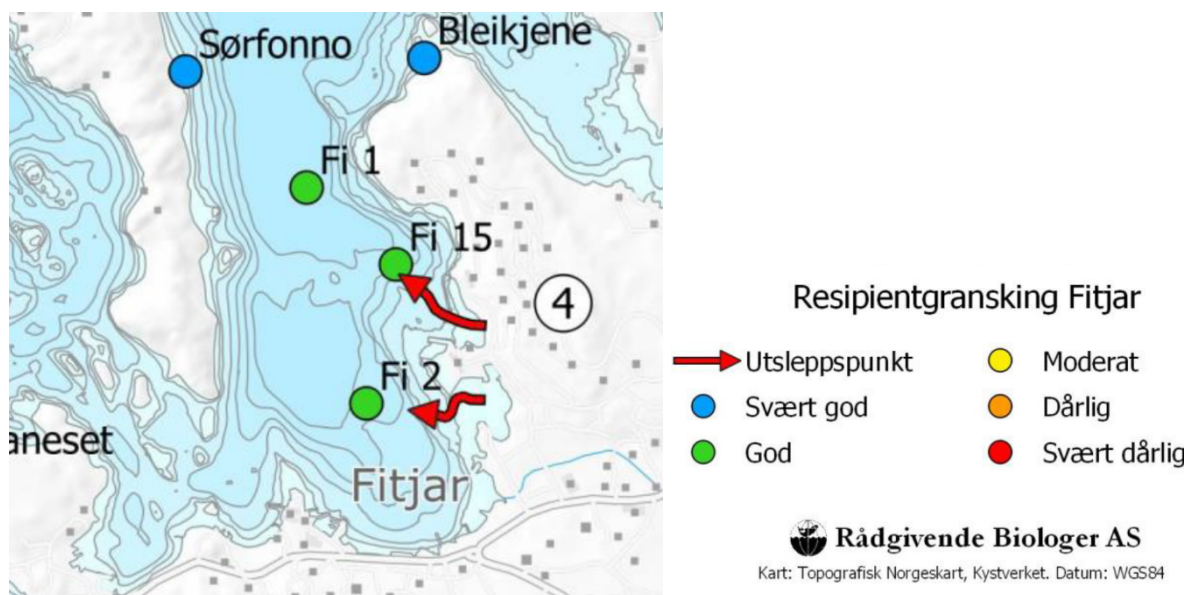 Sørfonno
Bleikjene
Fi 1
Fi 15
4
Fi 2
aneset
Fitjar
Resipientgransking Fitjar
Utsleppspunkt
Moderat
Svært god
Dårlig
God
Svært dårlig
Rådgivende Biologer AS
Kart: Topografisk Norgeskart, Kystverket. Datum: WGS84